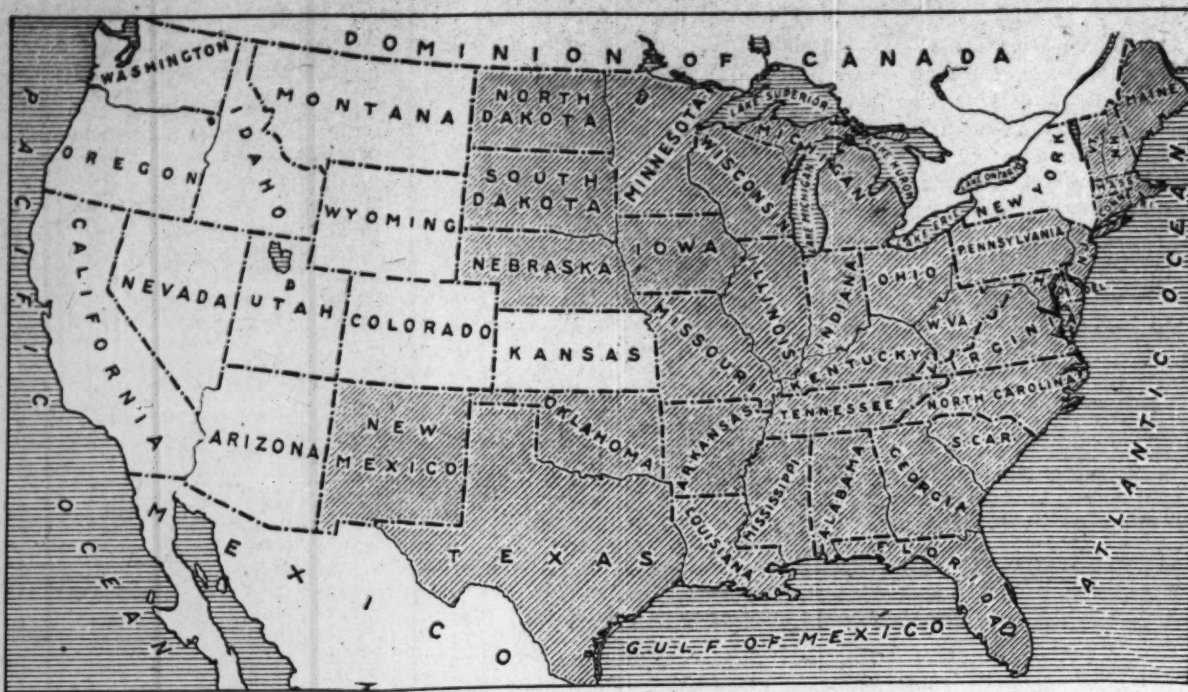 DOMINION OF CANADA
WASHINGTON
MONTANA
NORTH
DAKOTA
MINNESOTA
LAKE SUPERIOR
MICHIGAN
WISCONSIN
LAKE MICHIGAN
LAKE HURON
LAKE ONTARIO
LAKE ERIE
MAINE
VT.
N.H.
MASS
CONN
NEW YORK
OREGON
IDAHO
WYOMING
SOUTH
DAKOTA
IOWA
NEBRASKA
ILLINOIS
INDIANA
OHIO
PENNSYLVANIA
N.J.
DEL
CALIFORNIA
NEVADA
UTAH
COLORADO
KANSAS
MISSOURI
KENTUCKY
W.VA.
VIRGINIA
ARIZONA
NEW
MEXICO
OKLAHOMA
ARKANSAS
TENNESSEE
NORTH CAROLINA
S.CAR.
MISSISSIPPI
ALABAMA
GEORGIA
TEXAS
LOUISIANA
FLORIDA
MEXICO
GULF OF MEXICO
PACIFIC OCEAN
ATLANTIC OCEAN